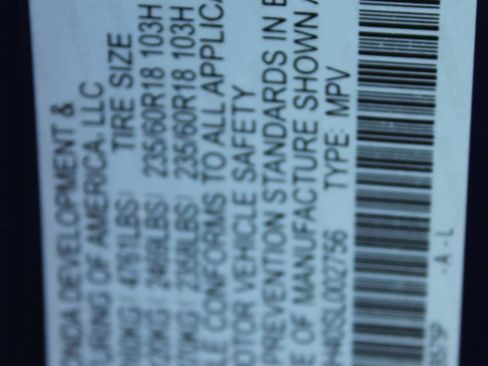 ONDA DEVELOPMENT &
URING OF AMERICA, LLC
4761LBS TIRE SIZE
2469LBS 235/60R18 103H
2358LBS 235/60R18 103H
LE CONFORMS TO ALL APPLICA
OTOR VEHICLE SAFETY
PREVENTION STANDARDS IN E
E OF MANUFACTURE SHOWN A
H40SL002756 TYPE: MPV
- A - L